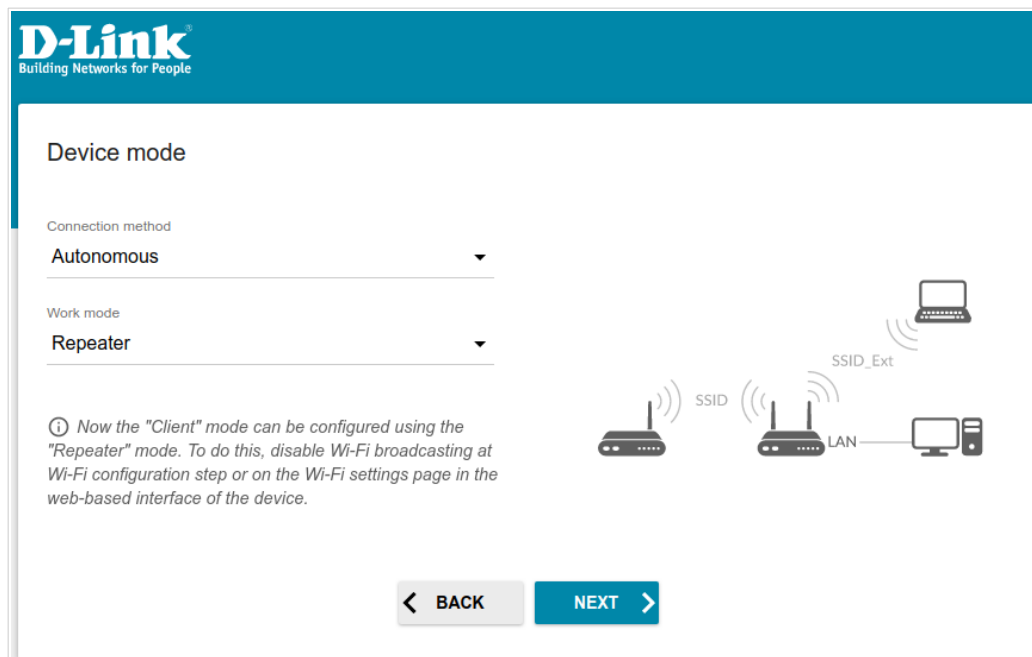 D-Link®
Building Networks for People
Device mode
Connection method
Autonomous
Work mode
Repeater
Now the "Client" mode can be configured using the
"Repeater" mode. To do this, disable Wi-Fi broadcasting at
Wi-Fi configuration step or on the Wi-Fi settings page in the
web-based interface of the device.
SSID
SSID_Ext
LAN
BACK
NEXT